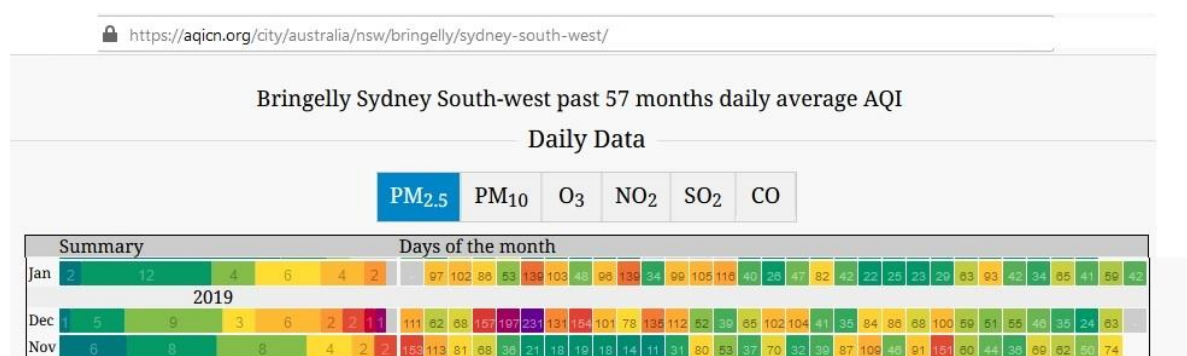 https://aqicn.org/city/australia/nsw/bringelly/sydney-south-west/
Bringelly Sydney South-west past 57 months daily average AQI
Daily Data
PM2.5 PM10 O3 NO2 SO2 CO
Summary Days of the month
Jan 2 12 4 6 4 2 - 97 102 86 53 139 103 48 96 139 34 99 105 116 40 26 47 82 42 22 25 23 29 63 93 42 34 65 41 59 42
2019
Dec 1 5 9 3 6 2 2 1 1 111 62 68 157 197 231 131 154 101 78 135 112 52 39 65 102 104 41 35 84 86 68 100 59 51 55 46 35 24 63 -
Nov 6 8 8 4 2 2 153 113 81 68 36 21 18 19 18 14 11 31 80 53 37 70 32 39 87 109 46 91 151 60 44 36 69 62 50 74